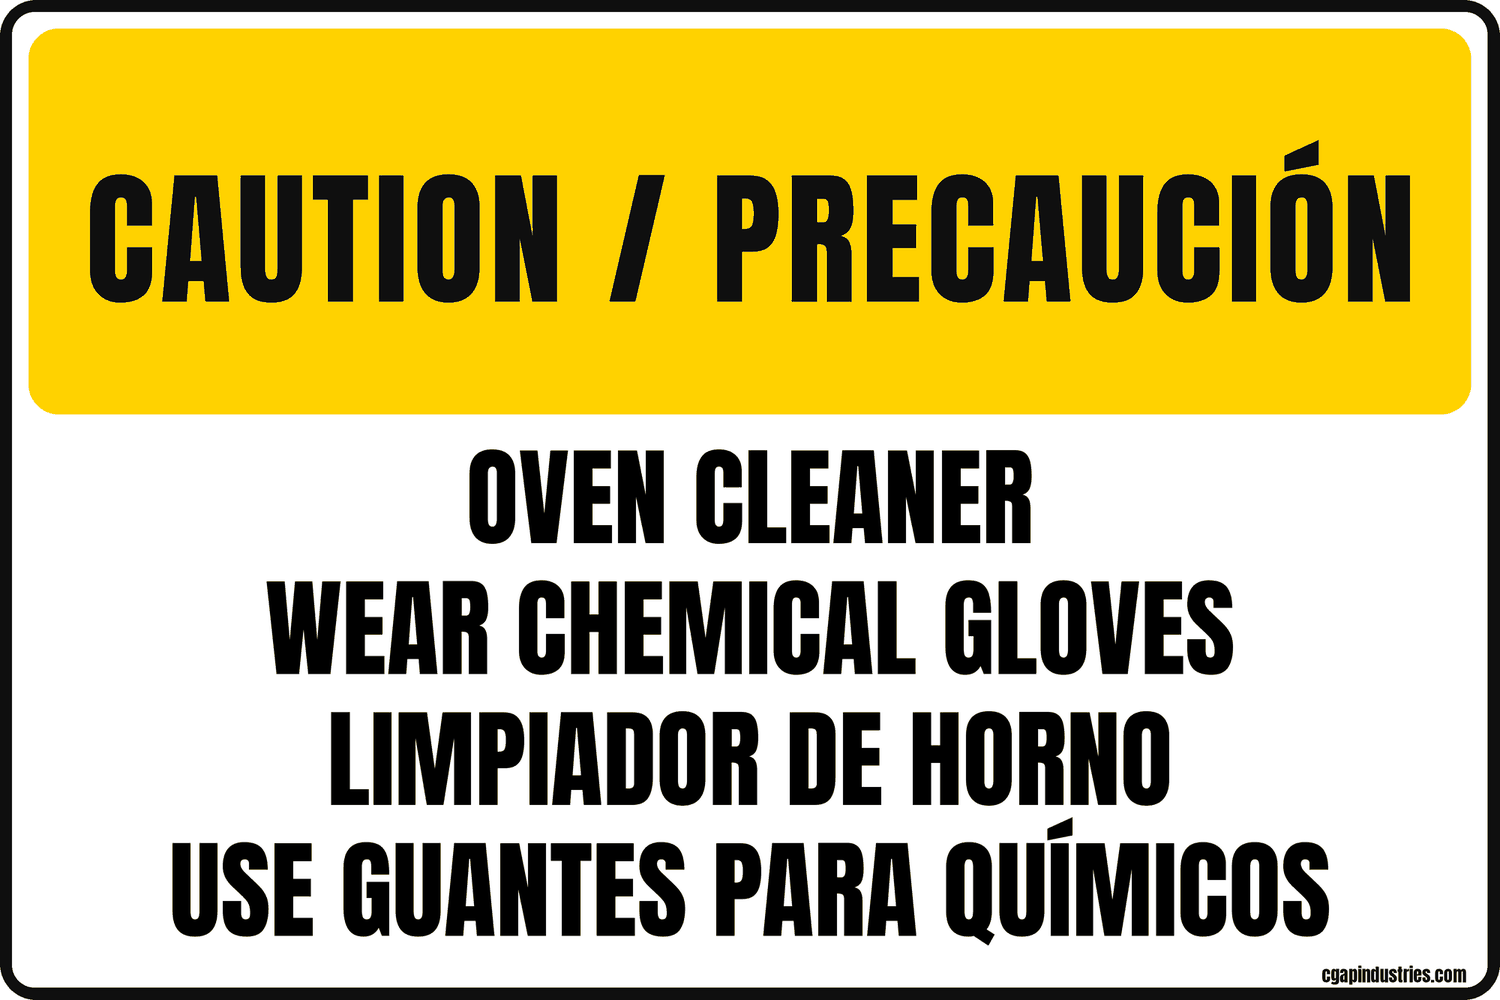 CAUTION / PRECAUCIÓN
OVEN CLEANER
WEAR CHEMICAL GLOVES
LIMPIADOR DE HORNO
USE GUANTES PARA QUÍMICOS
cgapindustries.com